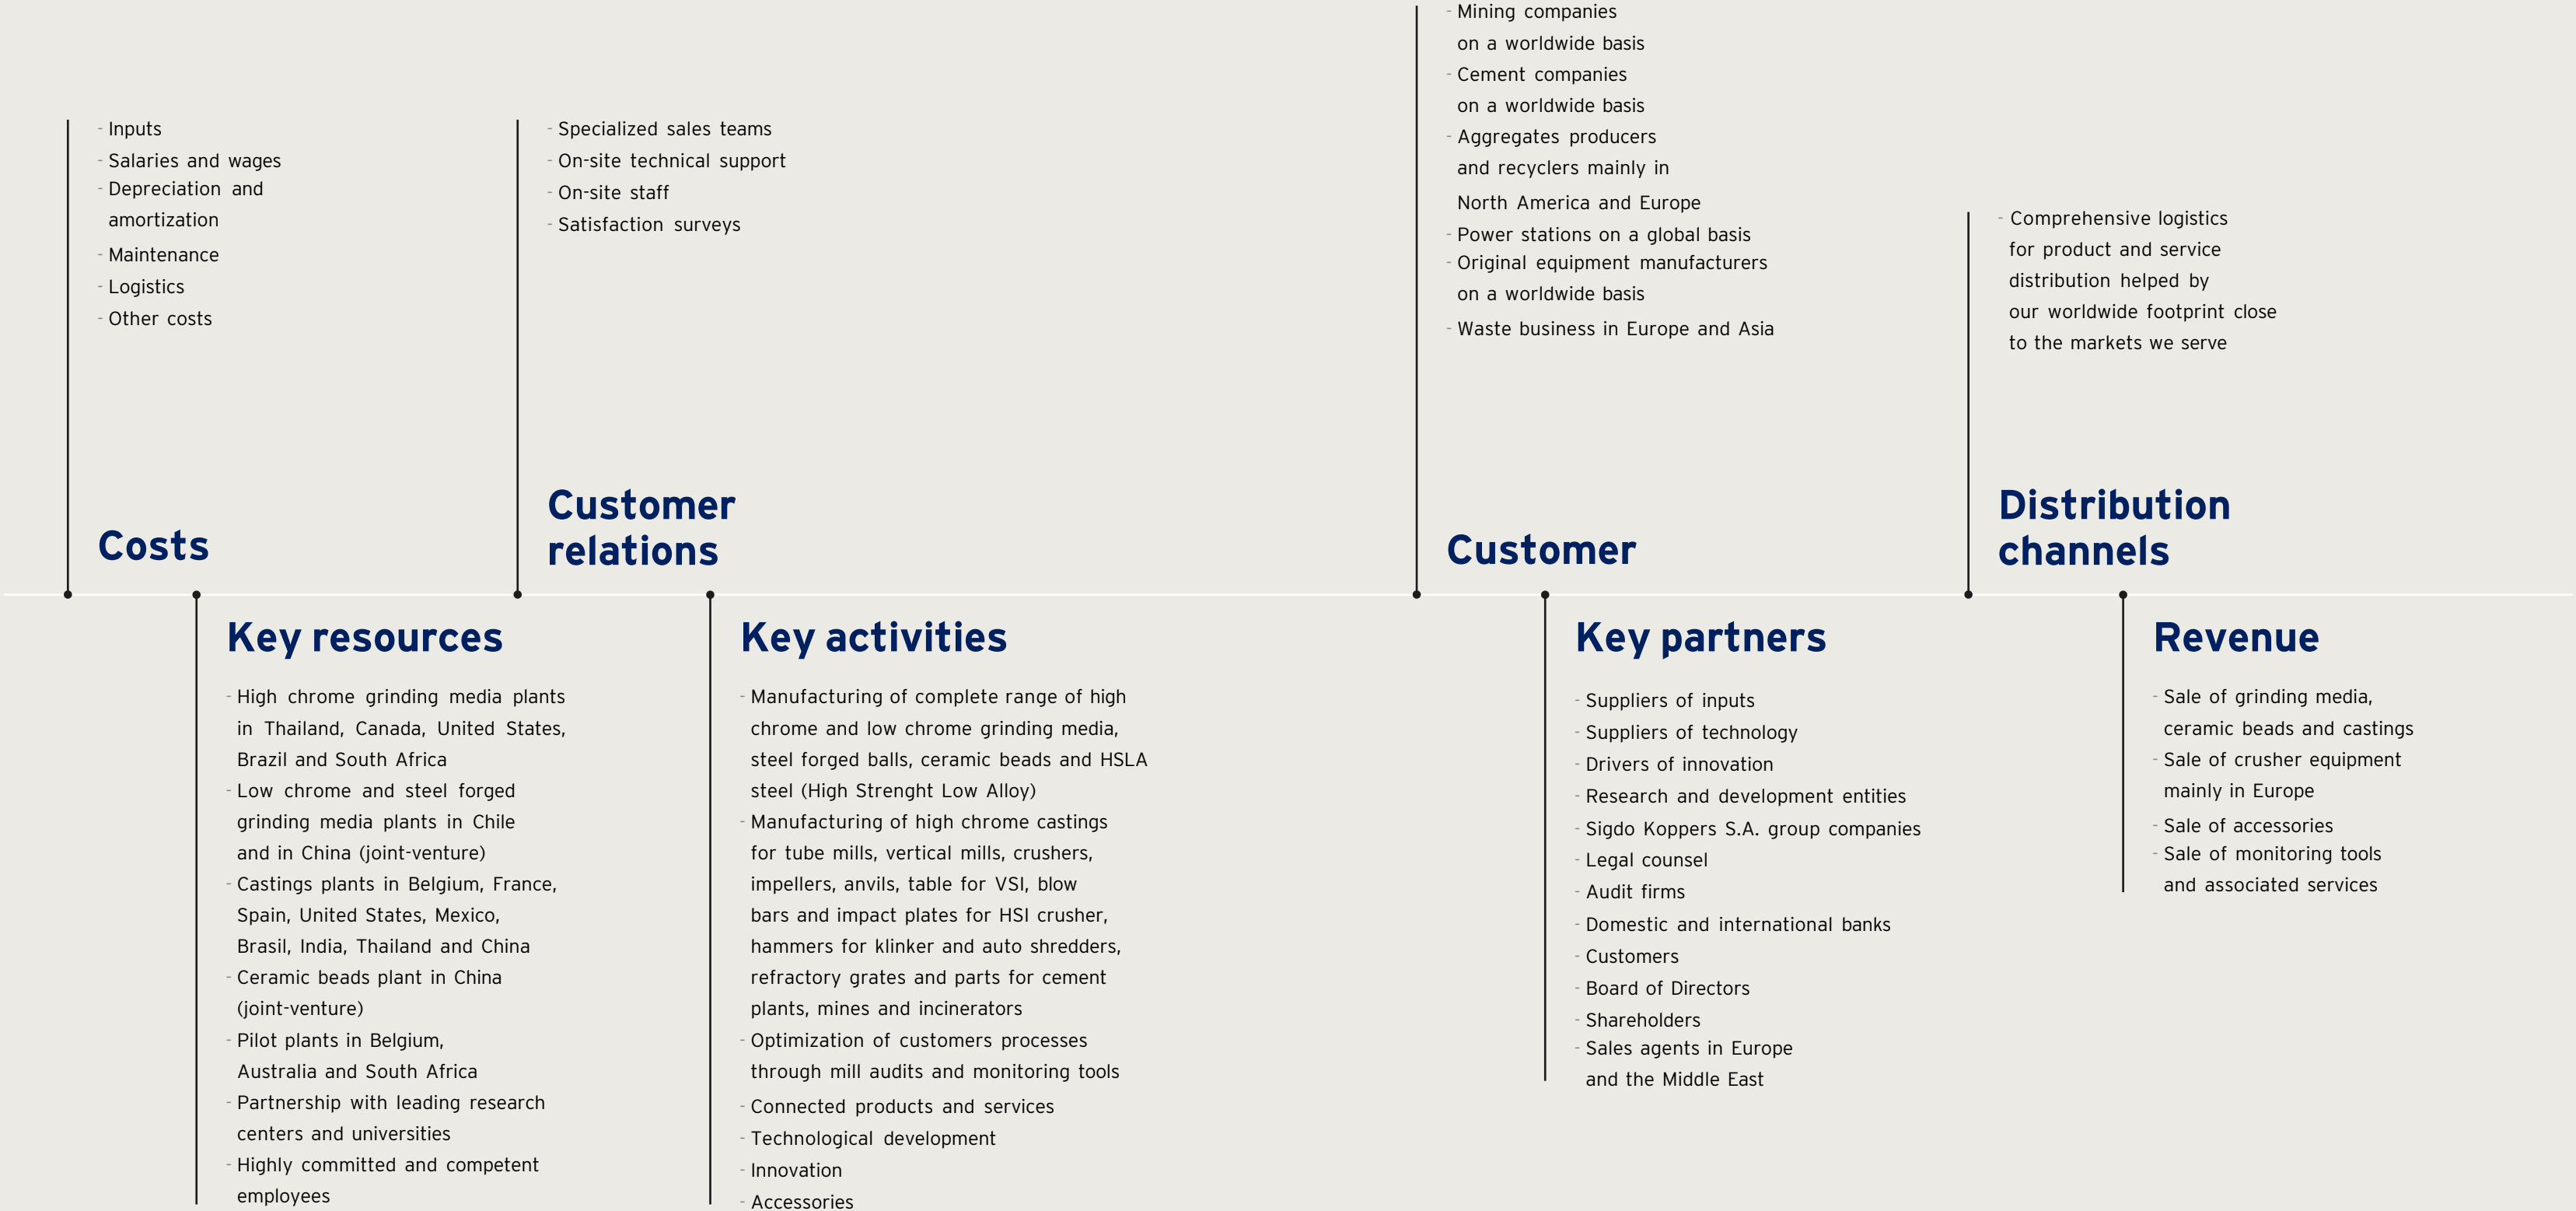 - Inputs
- Salaries and wages
- Depreciation and
amortization
- Maintenance
- Logistics
- Other costs
Costs
- Specialized sales teams
- On-site technical support
- On-site staff
- Satisfaction surveys
Customer
relations
- Mining companies
on a worldwide basis
- Cement companies
on a worldwide basis
- Aggregates producers
and recyclers mainly in
North America and Europe
- Power stations on a global basis
- Original equipment manufacturers
on a worldwide basis
- Waste business in Europe and Asia
Customer
- Comprehensive logistics
for product and service
distribution helped by
our worldwide footprint close
to the markets we serve
Distribution
channels
Key resources
- High chrome grinding media plants
in Thailand, Canada, United States,
Brazil and South Africa
- Low chrome and steel forged
grinding media plants in Chile
and in China (joint-venture)
- Castings plants in Belgium, France,
Spain, United States, Mexico,
Brasil, India, Thailand and China
- Ceramic beads plant in China
(joint-venture)
- Pilot plants in Belgium,
Australia and South Africa
- Partnership with leading research
centers and universities
- Highly committed and competent
employees
Key activities
- Manufacturing of complete range of high
chrome and low chrome grinding media,
steel forged balls, ceramic beads and HSLA
steel (High Strenght Low Alloy)
- Manufacturing of high chrome castings
for tube mills, vertical mills, crushers,
impellers, anvils, table for VSI, blow
bars and impact plates for HSI crusher,
hammers for klinker and auto shredders,
refractory grates and parts for cement
plants, mines and incinerators
- Optimization of customers processes
through mill audits and monitoring tools
- Connected products and services
- Technological development
- Innovation
- Accessories
Key partners
- Suppliers of inputs
- Suppliers of technology
- Drivers of innovation
- Research and development entities
- Sigdo Koppers S.A. group companies
- Legal counsel
- Audit firms
- Domestic and international banks
- Customers
- Board of Directors
- Shareholders
- Sales agents in Europe
and the Middle East
Revenue
- Sale of grinding media,
ceramic beads and castings
- Sale of crusher equipment
mainly in Europe
- Sale of accessories
- Sale of monitoring tools
and associated services